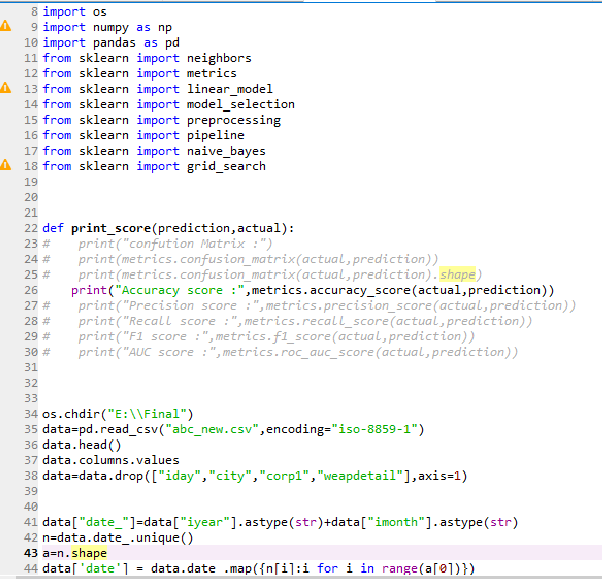 8 import os
9 import numpy as np
10 import pandas as pd
11 from sklearn import neighbors
12 from sklearn import metrics
13 from sklearn import linear_model
14 from sklearn import model_selection
15 from sklearn import preprocessing
16 from sklearn import pipeline
17 from sklearn import naive_bayes
18 from sklearn import grid_search
19
20
21
22 def print_score(prediction,actual):
23 #    print("confution Matrix :")
24 #    print(metrics.confusion_matrix(actual,prediction))
25 #    print(metrics.confusion_matrix(actual,prediction).shape)
26     print("Accuracy score :",metrics.accuracy_score(actual,prediction))
27 #    print("Precision score :",metrics.precision_score(actual,prediction))
28 #    print("Recall score :",metrics.recall_score(actual,prediction))
29 #    print("F1 score :",metrics.f1_score(actual,prediction))
30 #    print("AUC score :",metrics.roc_auc_score(actual,prediction))
31
32
33
34 os.chdir("E:\\Final")
35 data=pd.read_csv("abc_new.csv",encoding="iso-8859-1")
36 data.head()
37 data.columns.values
38 data=data.drop(["iday","city","corp1","weapdetail"],axis=1)
39
40
41 data["date_"]=data["iyear"].astype(str)+data["imonth"].astype(str)
42 n=data.date_.unique()
43 a=n.shape
44 data['date'] = data.date_.map({n[i]:i for i in range(a[0])})